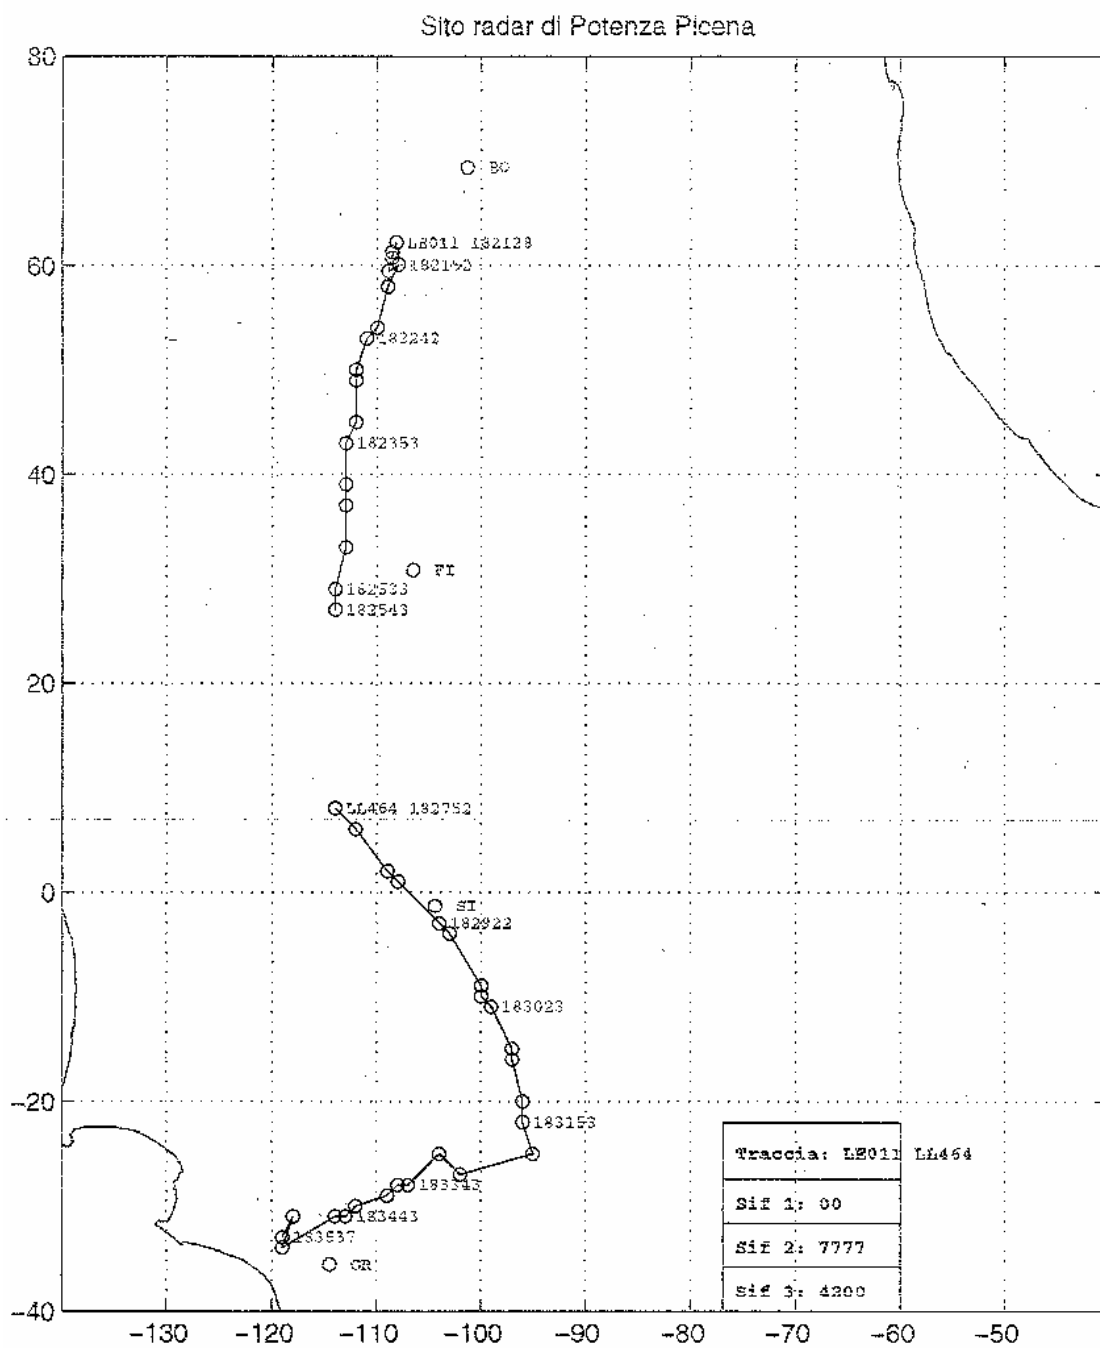 Sito radar di Potenza Picena
80
BO
LE011 182128
60
182152
182242
182353
40
FI
182533
182543
20
LL464 182752
0
SI
182922
183023
-20
183153
183343
183443
183537
GR
-40
-130 -120 -110 -100 -90 -80 -70 -60 -50
Traccia: LE011 LL464
Sif 1: 00
Sif 2: 7777
Sif 3: 4200